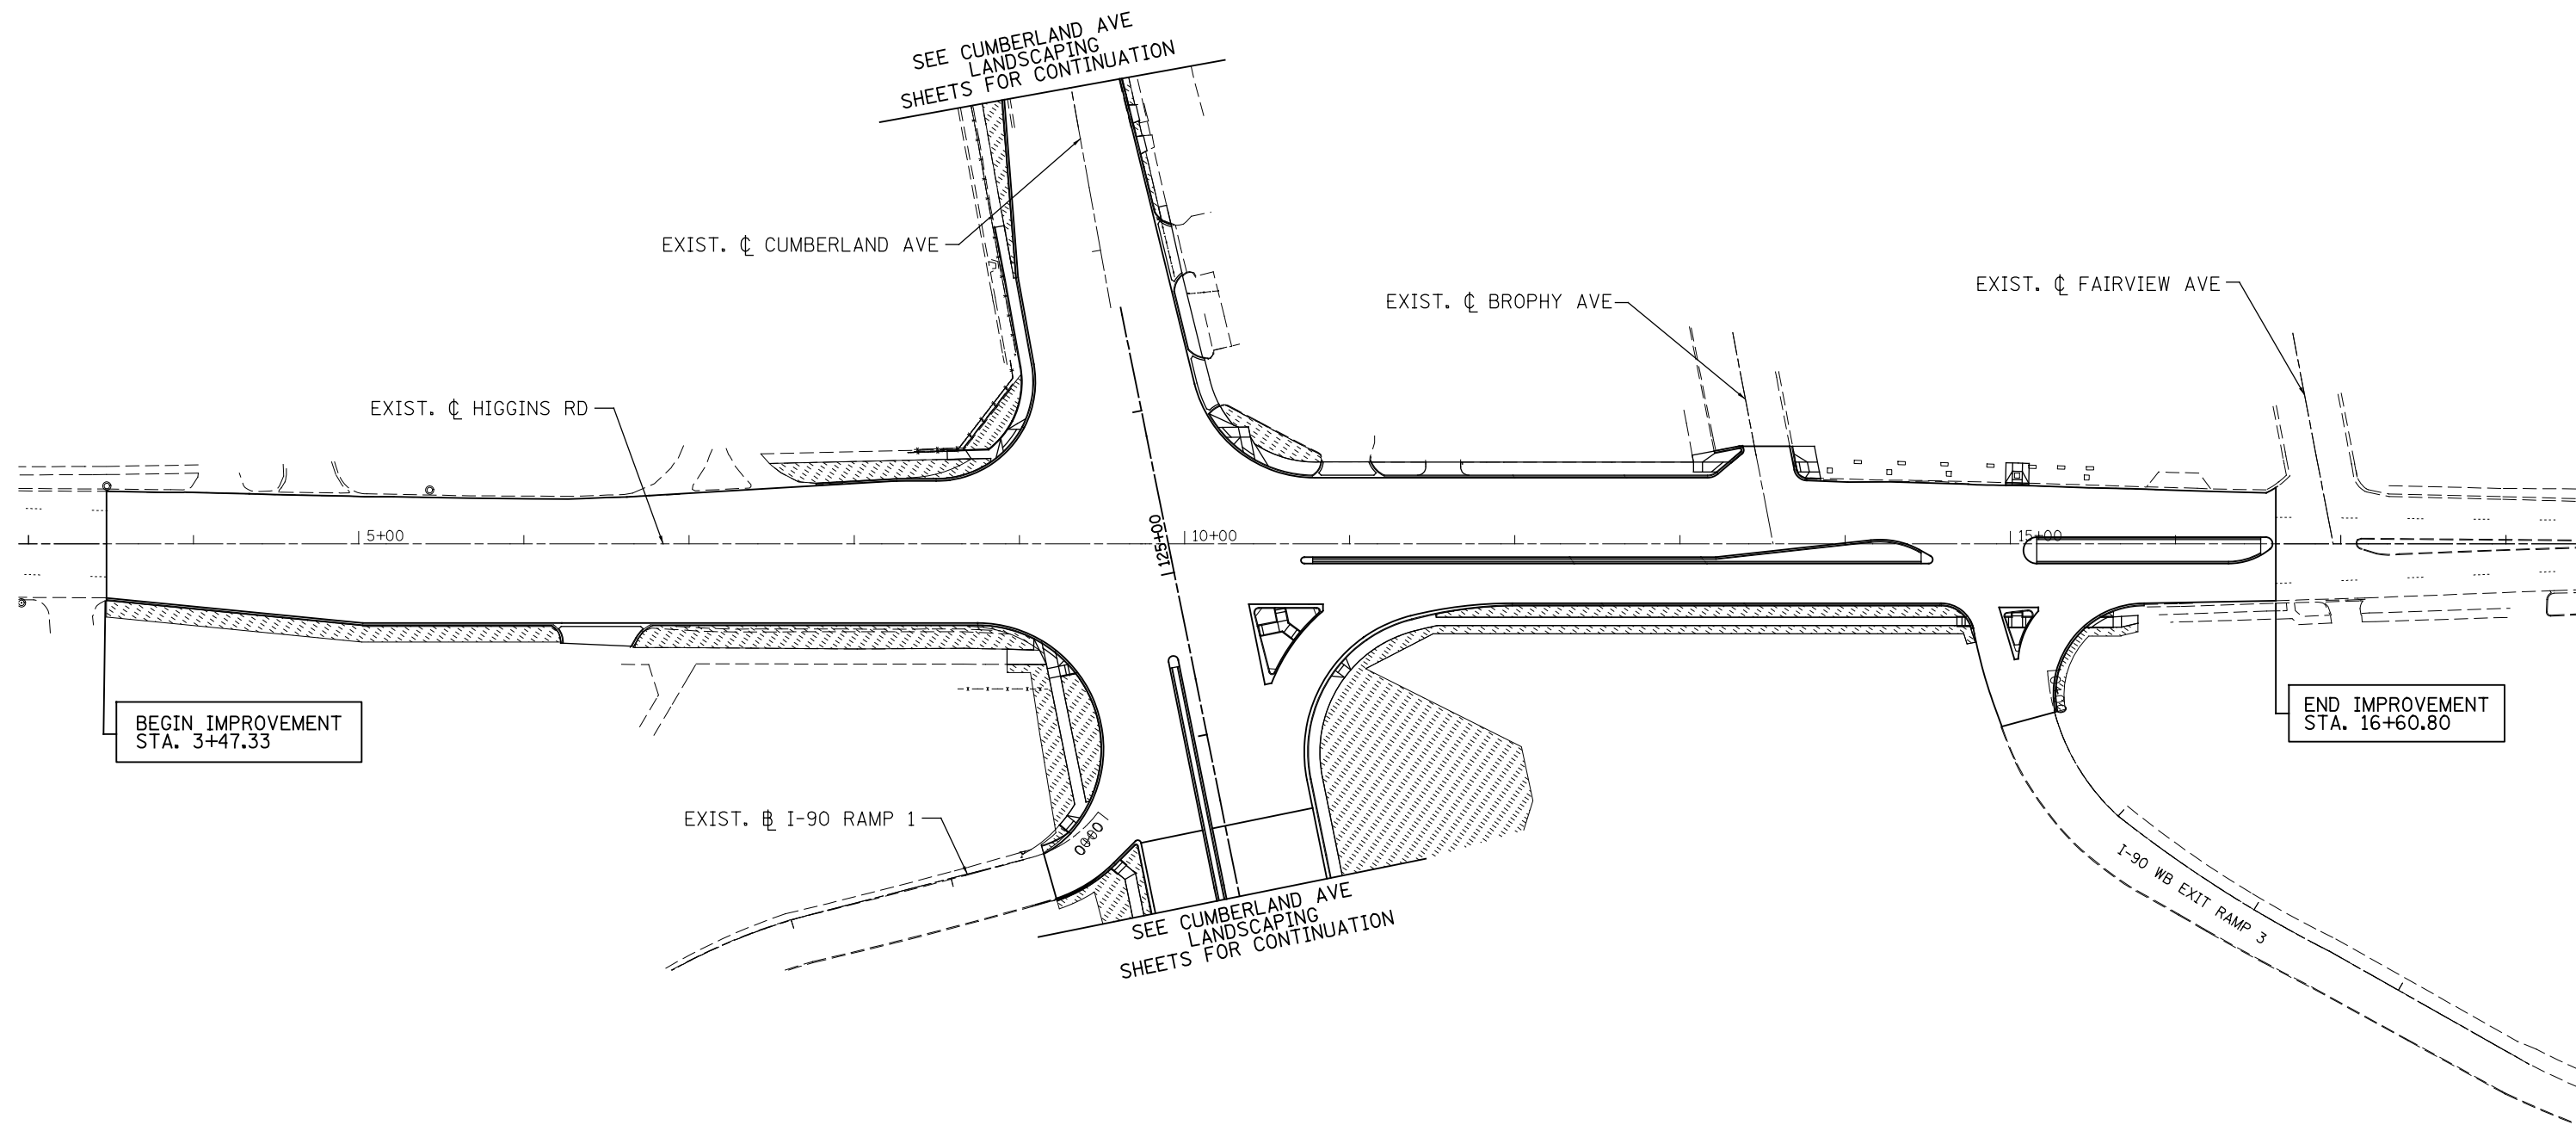 SEE CUMBERLAND AVE
LANDSCAPING
SHEETS FOR CONTINUATION
EXIST. ℄ CUMBERLAND AVE
EXIST. ℄ BROPHY AVE
EXIST. ℄ FAIRVIEW AVE
EXIST. ℄ HIGGINS RD
5+00
125+00
10+00
15+00
BEGIN IMPROVEMENT
STA. 3+47.33
END IMPROVEMENT
STA. 16+60.80
EXIST. BL I-90 RAMP 1
0+00
I-90 WB EXIT RAMP 3
SEE CUMBERLAND AVE
LANDSCAPING
SHEETS FOR CONTINUATION